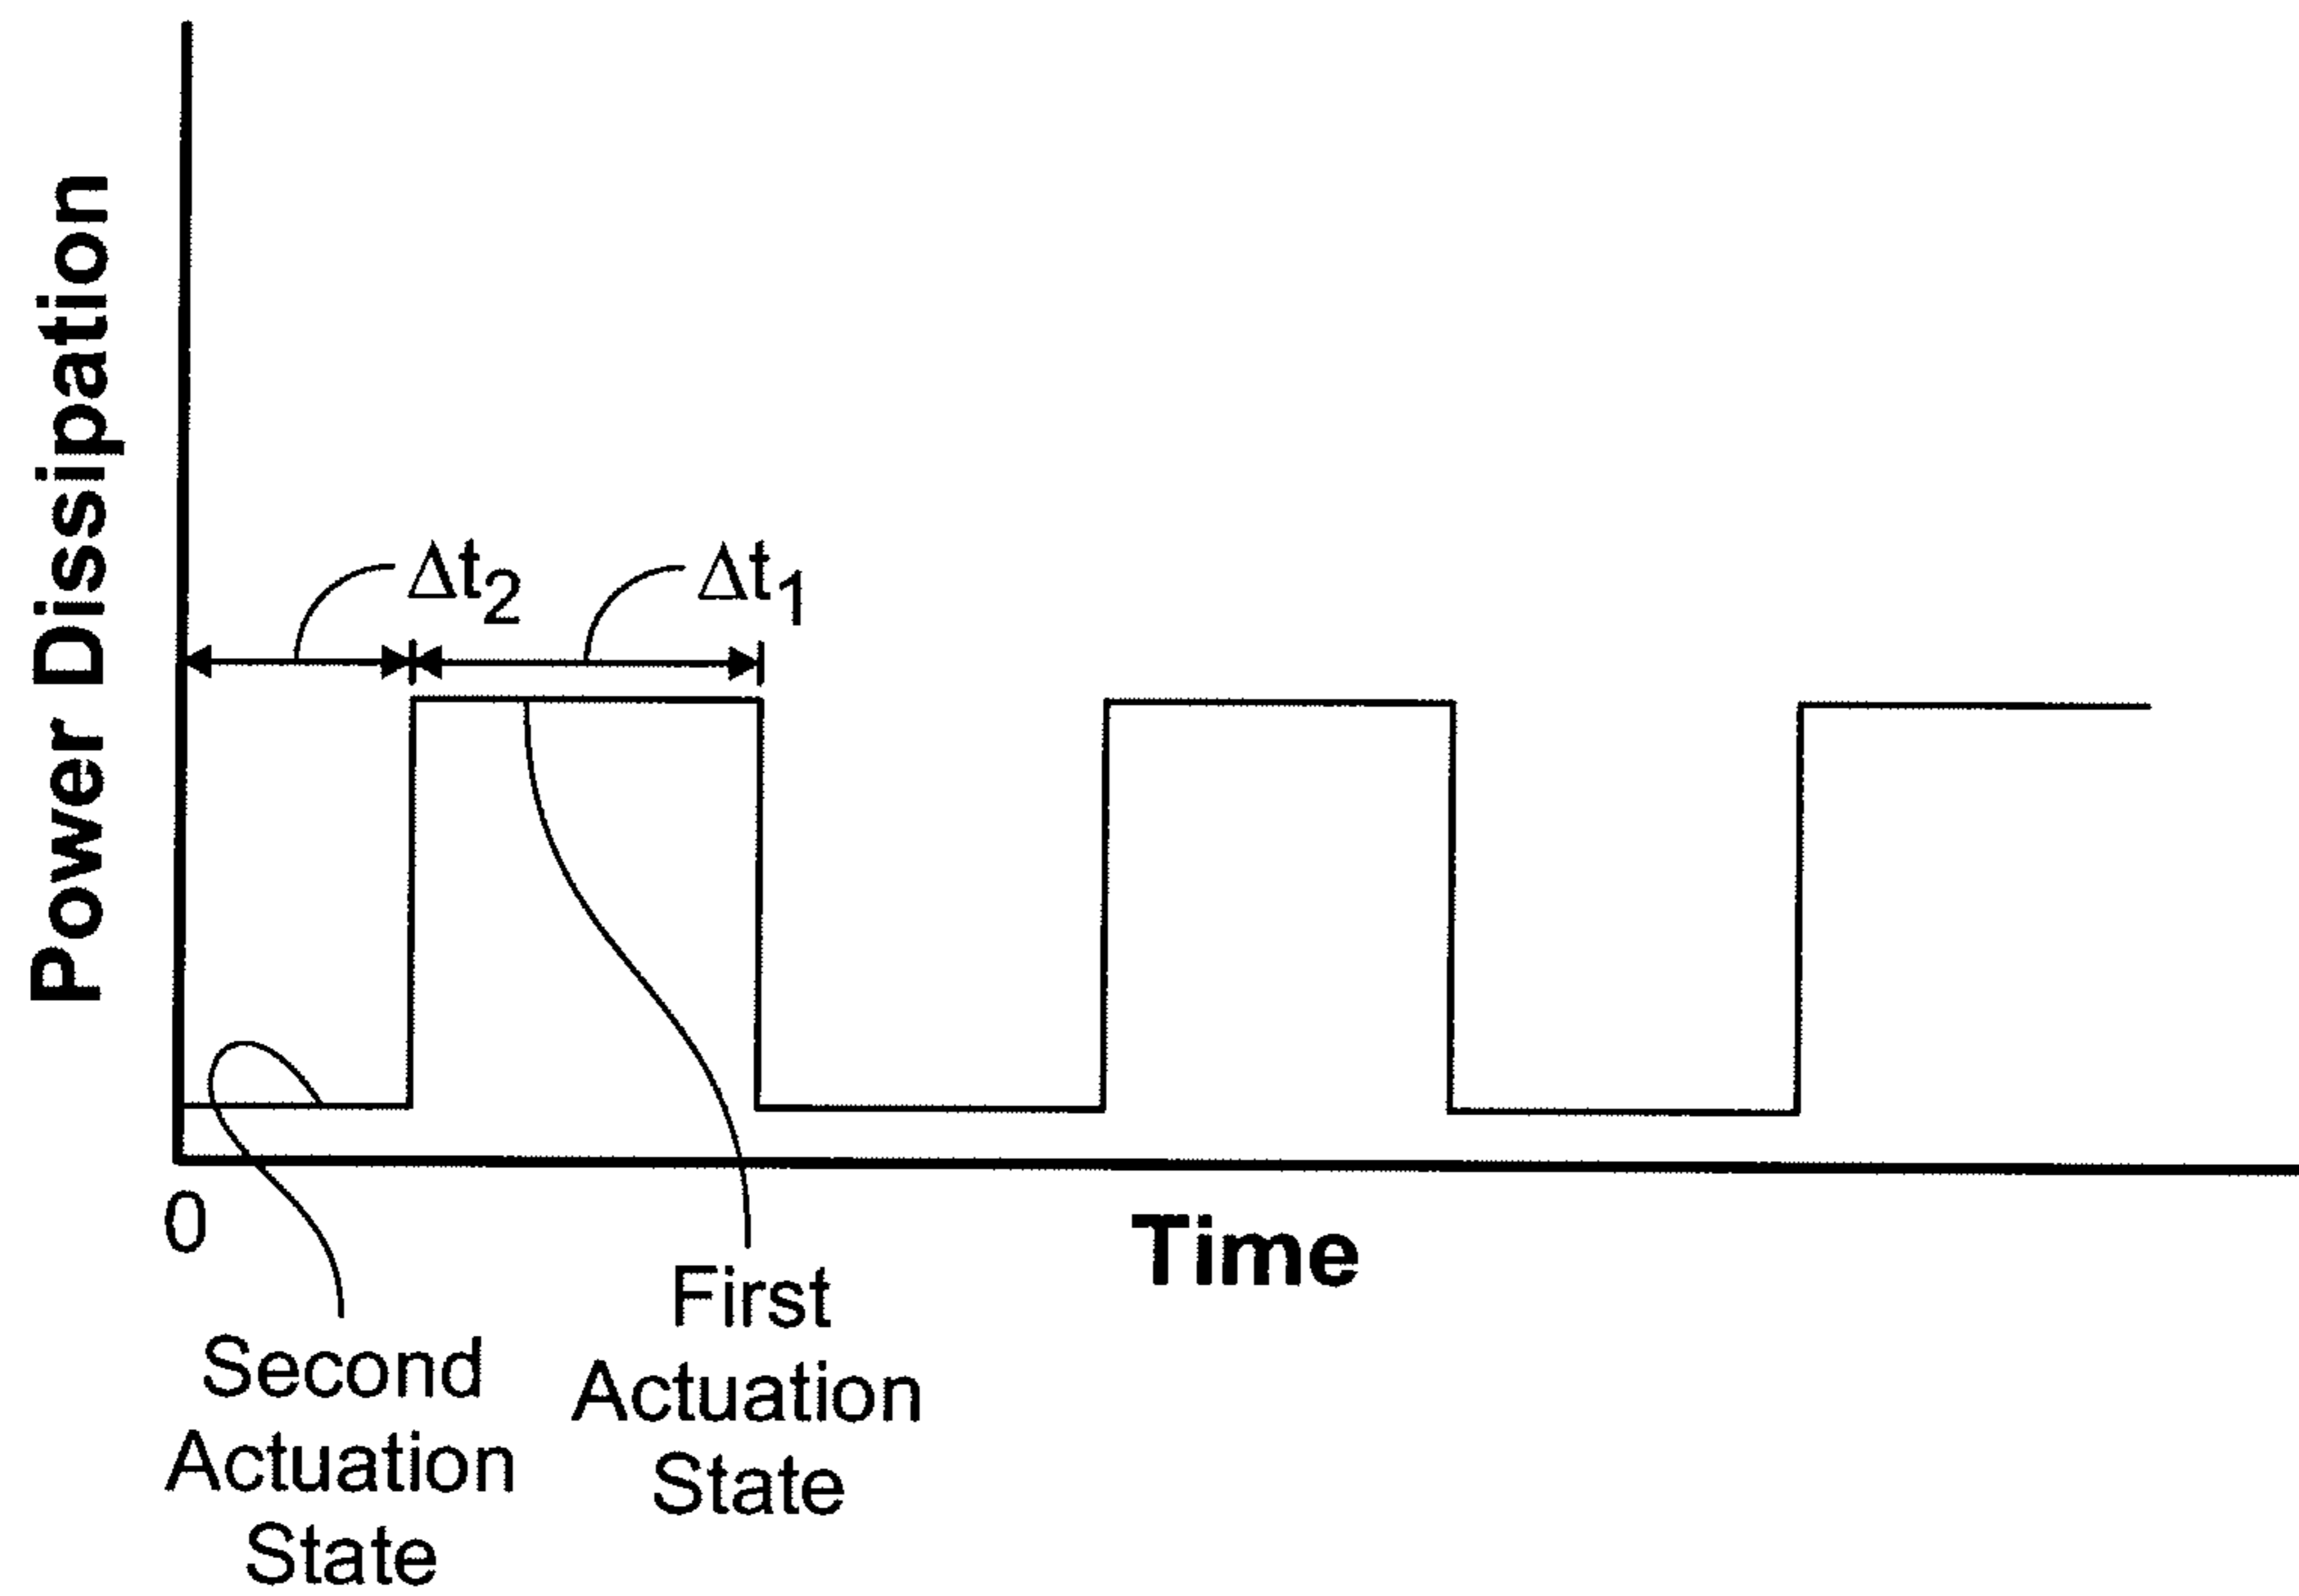 Power Dissipation
Δt₂
Δt₁
0
Time
First
Actuation
State
Second
Actuation
State